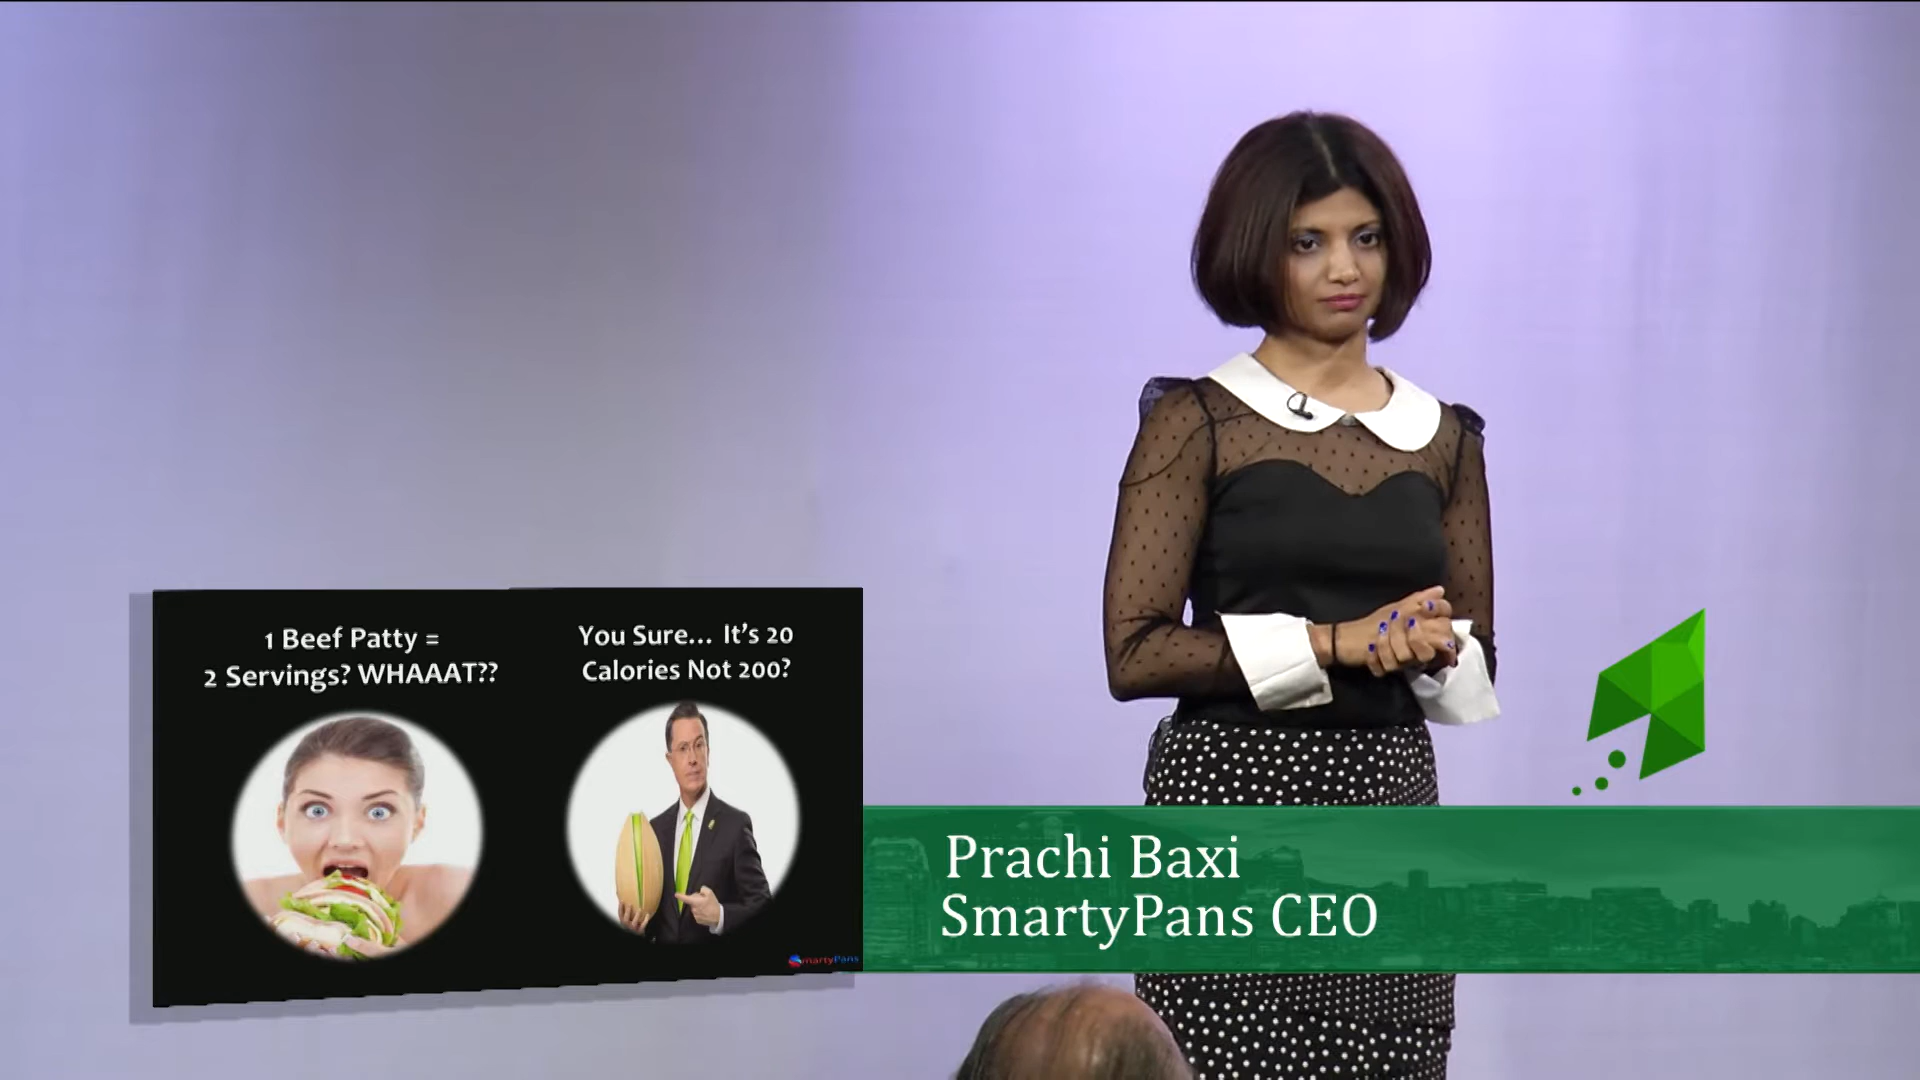 1 Beef Patty =
2 Servings? WHAAAT??
You Sure... It's 20
Calories Not 200?
SmartyPans
Prachi Baxi
SmartyPans CEO